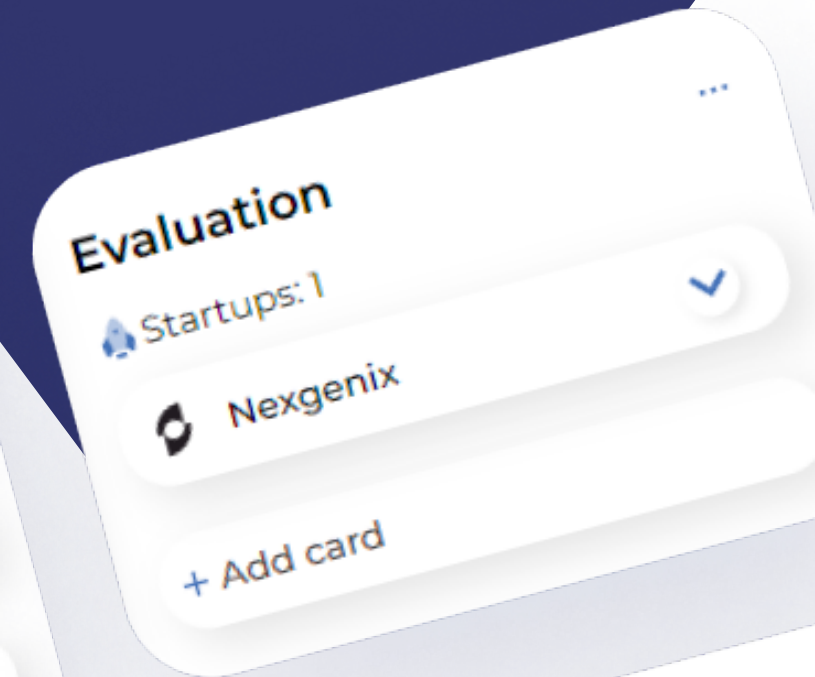 ...
Evaluation
Startups: 1
Nexgenix
+ Add card